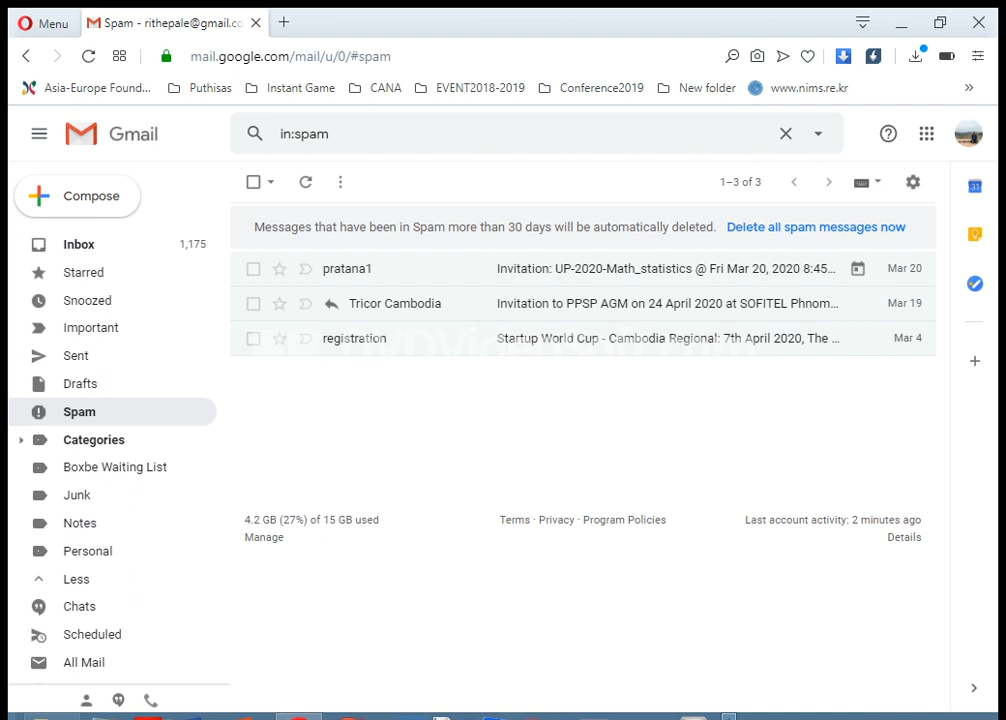 Menu
Spam - rithepale@gmail.co
mail.google.com/mail/u/0/#spam
Asia-Europe Found...
Puthisas
Instant Game
CANA
EVENT2018-2019
Conference2019
New folder
www.nims.re.kr
»
Gmail
in:spam
Compose
1–3 of 3
Messages that have been in Spam more than 30 days will be automatically deleted. Delete all spam messages now
Inbox 1,175
Starred
Snoozed
Important
Sent
Drafts
Spam
Categories
Boxbe Waiting List
Junk
Notes
Personal
Less
Chats
Scheduled
All Mail
pratana1 Invitation: UP-2020-Math_statistics @ Fri Mar 20, 2020 8:45... Mar 20
Tricor Cambodia Invitation to PPSP AGM on 24 April 2020 at SOFITEL Phnom... Mar 19
registration Startup World Cup - Cambodia Regional: 7th April 2020, The ... Mar 4
4.2 GB (27%) of 15 GB used
Manage
Terms · Privacy · Program Policies
Last account activity: 2 minutes ago
Details
31